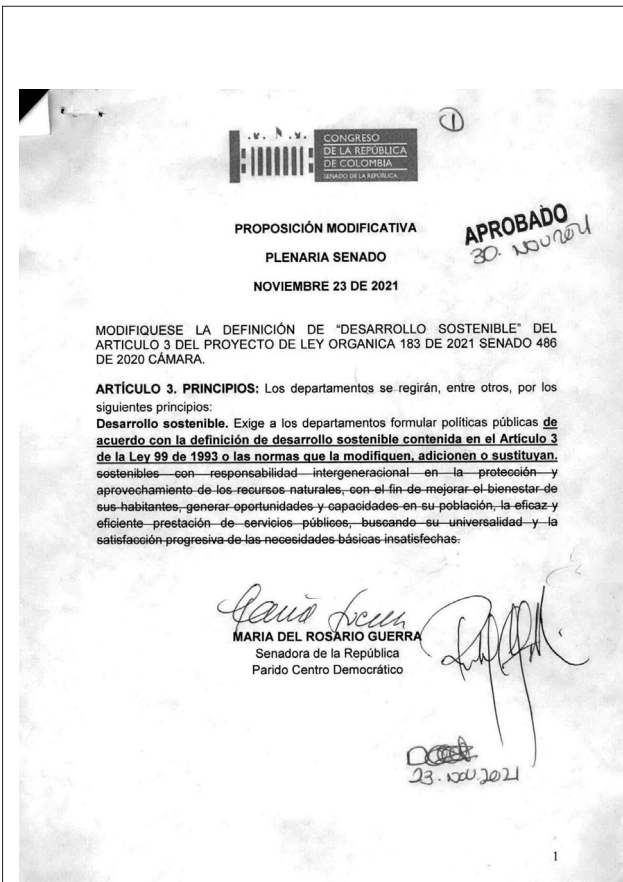 1
CONGRESO
DE LA REPÚBLICA
DE COLOMBIA
SENADO DE LA REPÚBLICA
PROPOSICIÓN MODIFICATIVA
APROBADO
30. NOV 2021
PLENARIA SENADO
NOVIEMBRE 23 DE 2021
MODIFIQUESE LA DEFINICIÓN DE “DESARROLLO SOSTENIBLE” DEL
ARTICULO 3 DEL PROYECTO DE LEY ORGANICA 183 DE 2021 SENADO 486
DE 2020 CÁMARA.
ARTÍCULO 3. PRINCIPIOS: Los departamentos se regirán, entre otros, por los
siguientes principios:
Desarrollo sostenible. Exige a los departamentos formular políticas públicas de
acuerdo con la definición de desarrollo sostenible contenida en el Artículo 3
de la Ley 99 de 1993 o las normas que la modifiquen, adicionen o sustituyan.
sostenibles con responsabilidad intergeneracional en la protección y
aprovechamiento de los recursos naturales, con el fin de mejorar el bienestar de
sus habitantes, generar oportunidades y capacidades en su población, la eficaz y
eficiente prestación de servicios públicos, buscando su universalidad y la
satisfacción progresiva de las necesidades básicas insatisfechas.
MARIA DEL ROSARIO GUERRA
Senadora de la República
Parido Centro Democrático
23. NOV. 2021
1